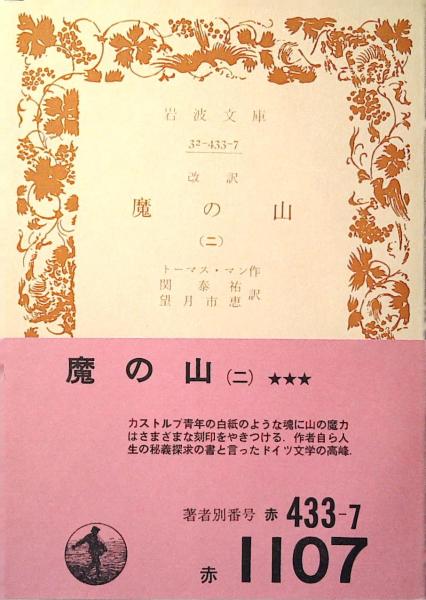 岩波文庫
32-433-7
改訳
魔の山
(二)
トーマス・マン作
関泰祐
望月市恵 訳
魔の山(二) ★★★
カストルプ青年の白紙のような魂に山の魔力
はさまざまな刻印をやきつける．作者自ら人
生の秘義探求の書と言ったドイツ文学の高峰．
著者別番号 赤 433-7
赤 1107